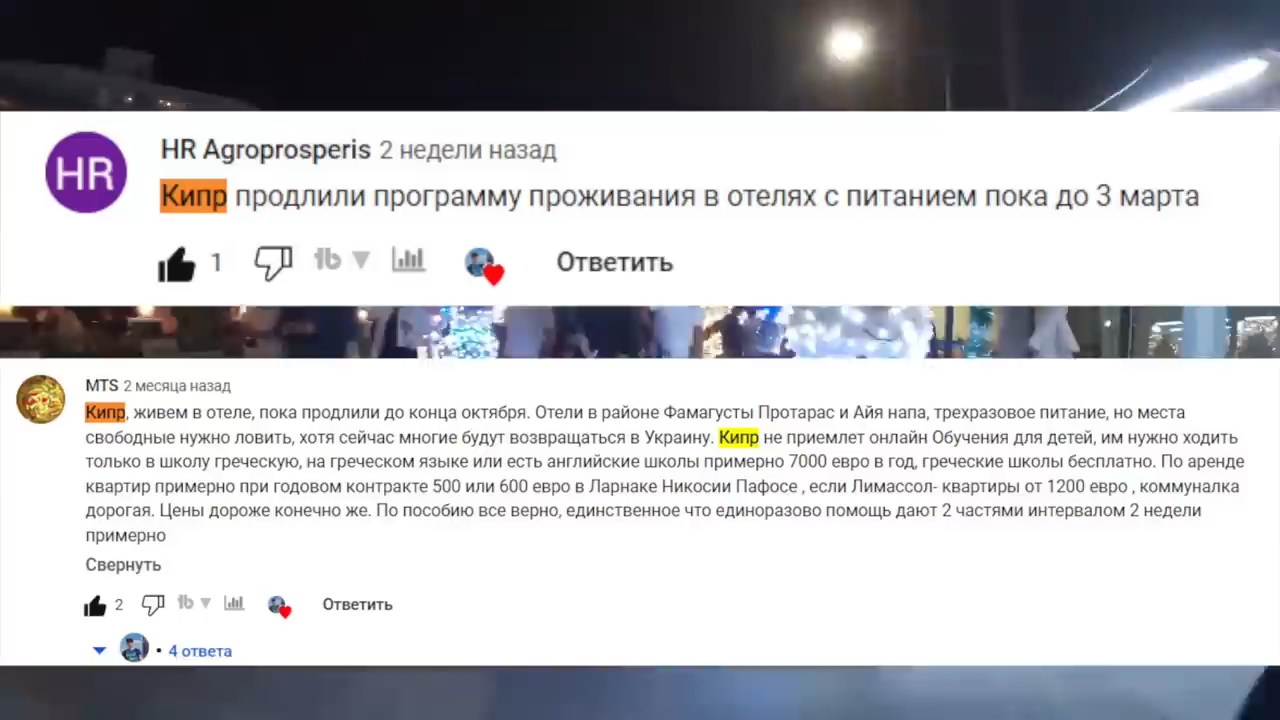 HR
HR Agroprosperis 2 недели назад
Кипр продлили программу проживания в отелях с питанием пока до 3 марта
1
tb
Ответить
MTS 2 месяца назад
Кипр, живем в отеле, пока продлили до конца октября. Отели в районе Фамагусты Протарас и Айя напа, трехразовое питание, но места
свободные нужно ловить, хотя сейчас многие будут возвращаться в Украину. Кипр не приемлет онлайн Обучения для детей, им нужно ходить
только в школу греческую, на греческом языке или есть английские школы примерно 7000 евро в год, греческие школы бесплатно. По аренде
квартир примерно при годовом контракте 500 или 600 евро в Ларнаке Никосии Пафосе , если Лимассол- квартиры от 1200 евро , коммуналка
дорогая. Цены дороже конечно же. По пособию все верно, единственное что единоразово помощь дают 2 частями интервалом 2 недели
примерно
Свернуть
2
tb
Ответить
• 4 ответа